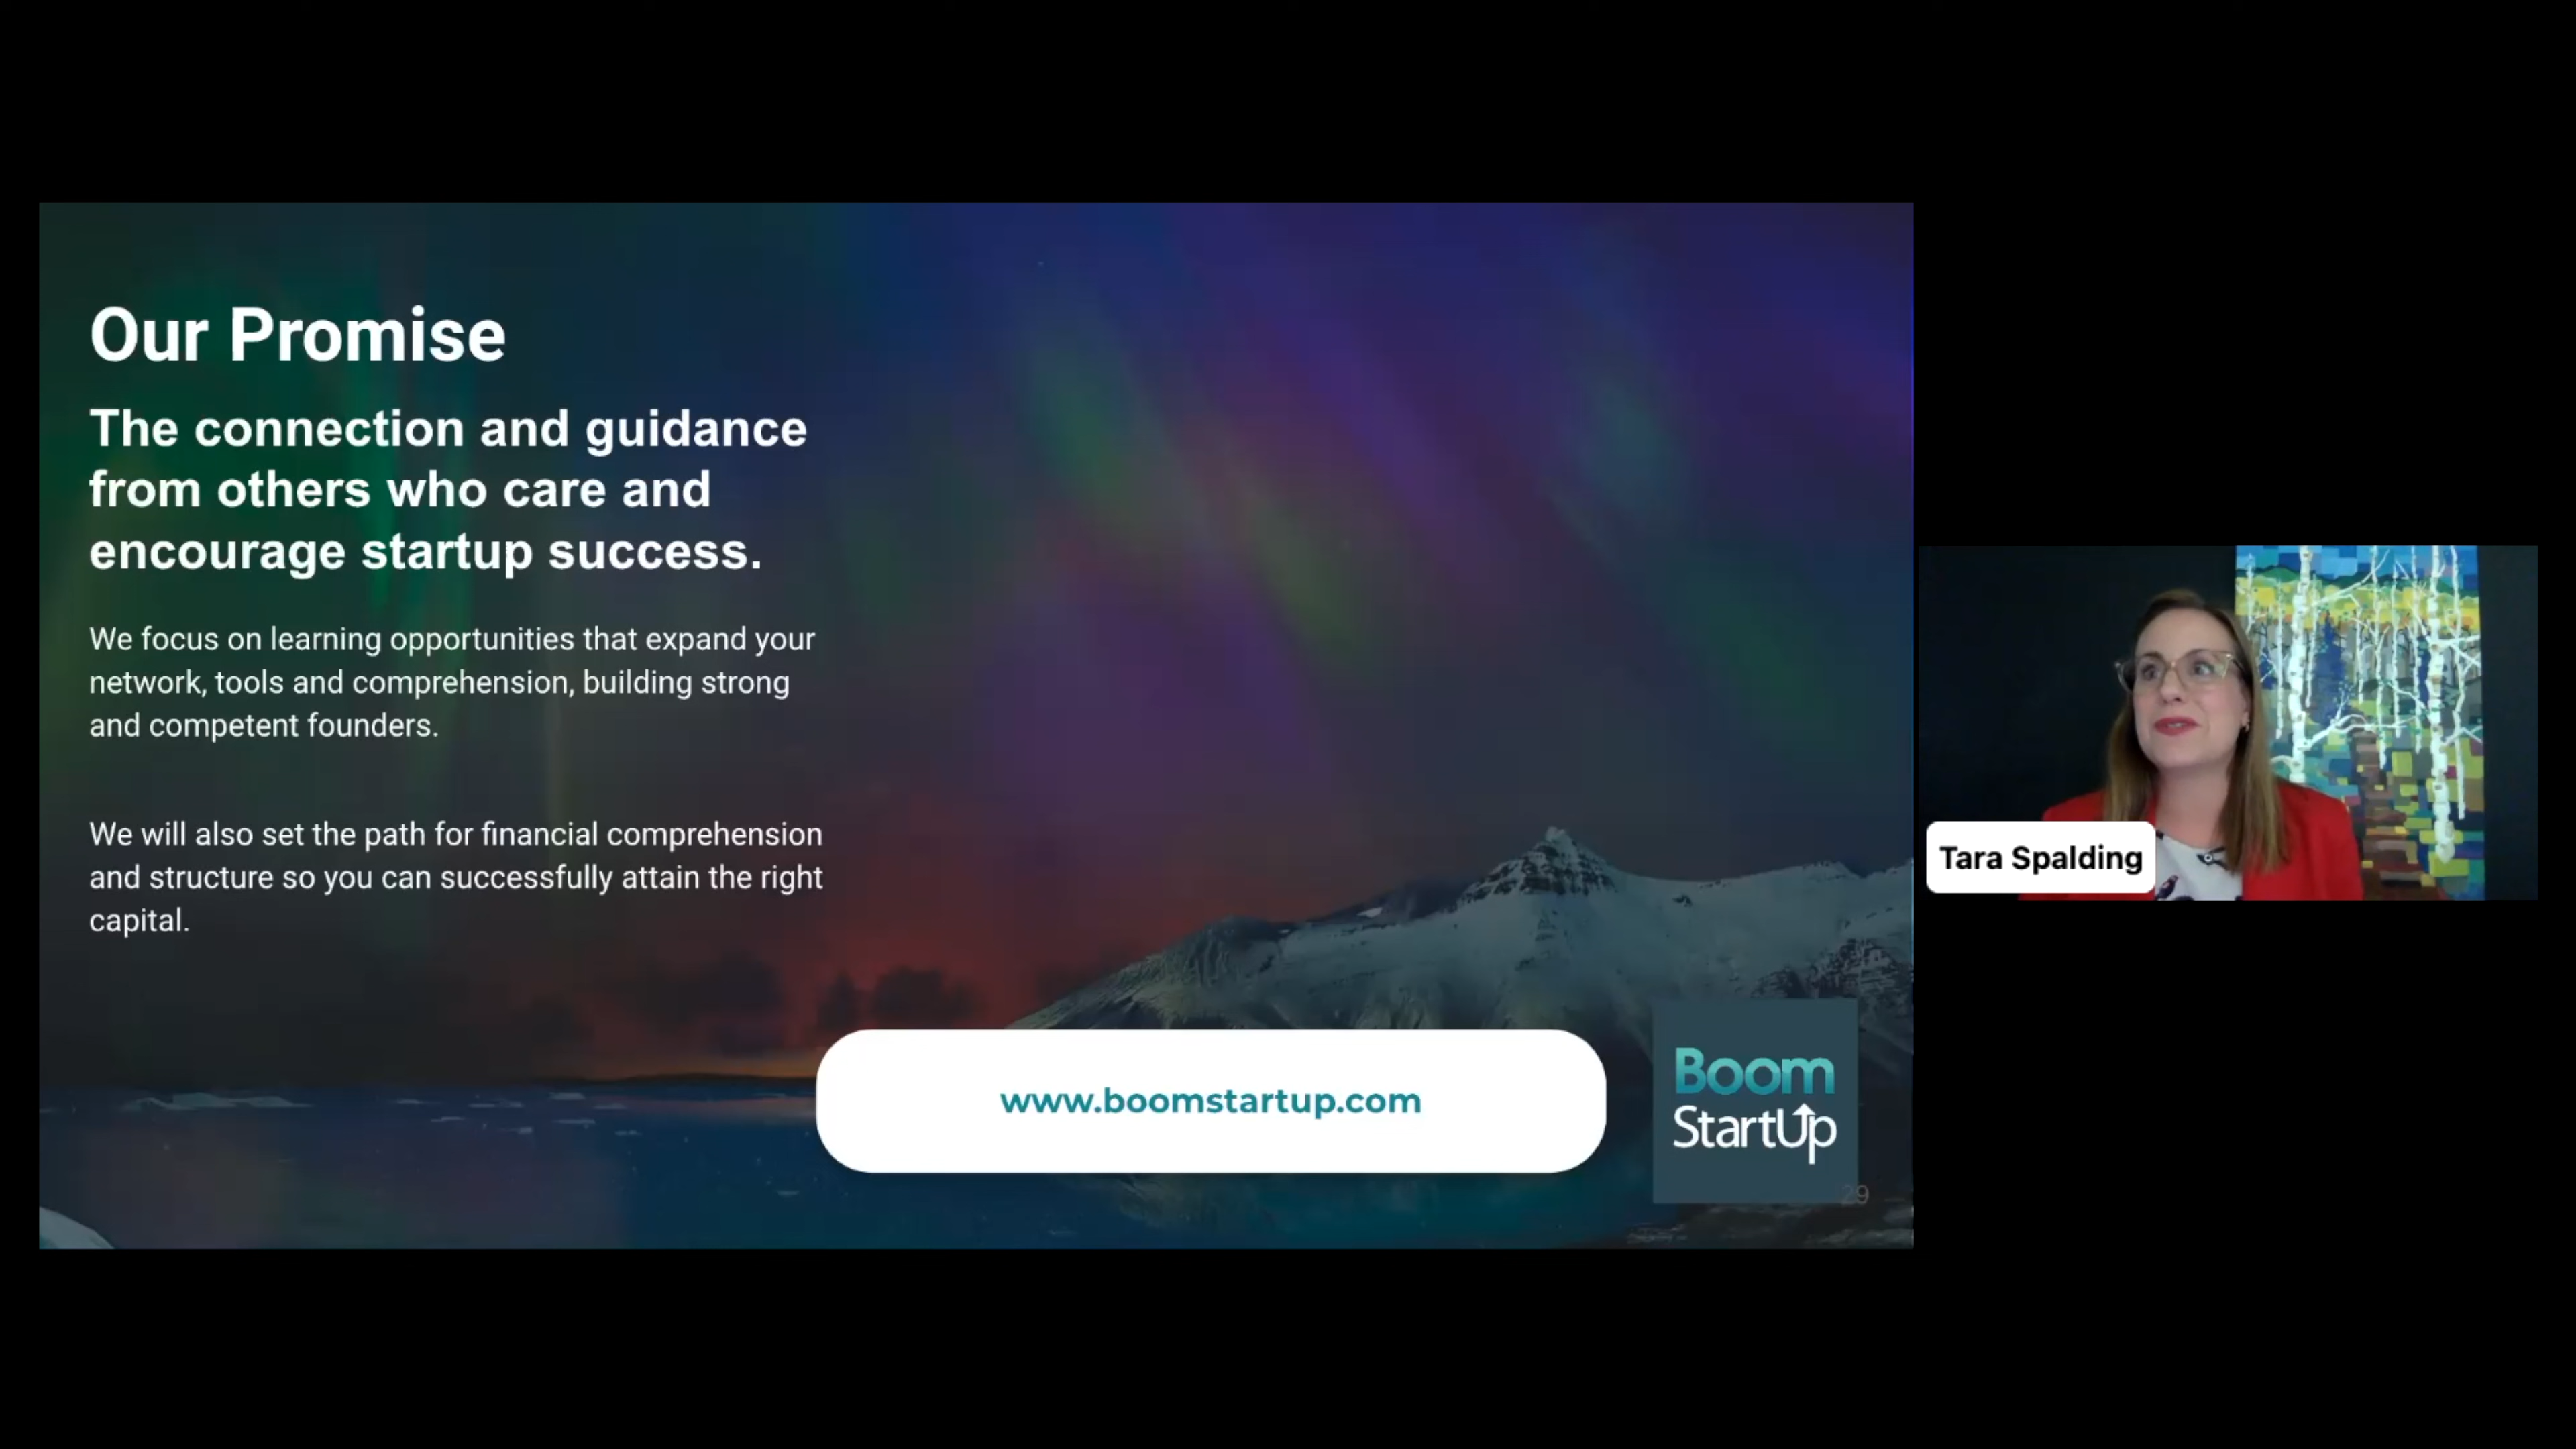 Our Promise
The connection and guidance
from others who care and
encourage startup success.
We focus on learning opportunities that expand your
network, tools and comprehension, building strong
and competent founders.
We will also set the path for financial comprehension
and structure so you can successfully attain the right
capital.
www.boomstartup.com
Boom
StartUp
29
Tara Spalding